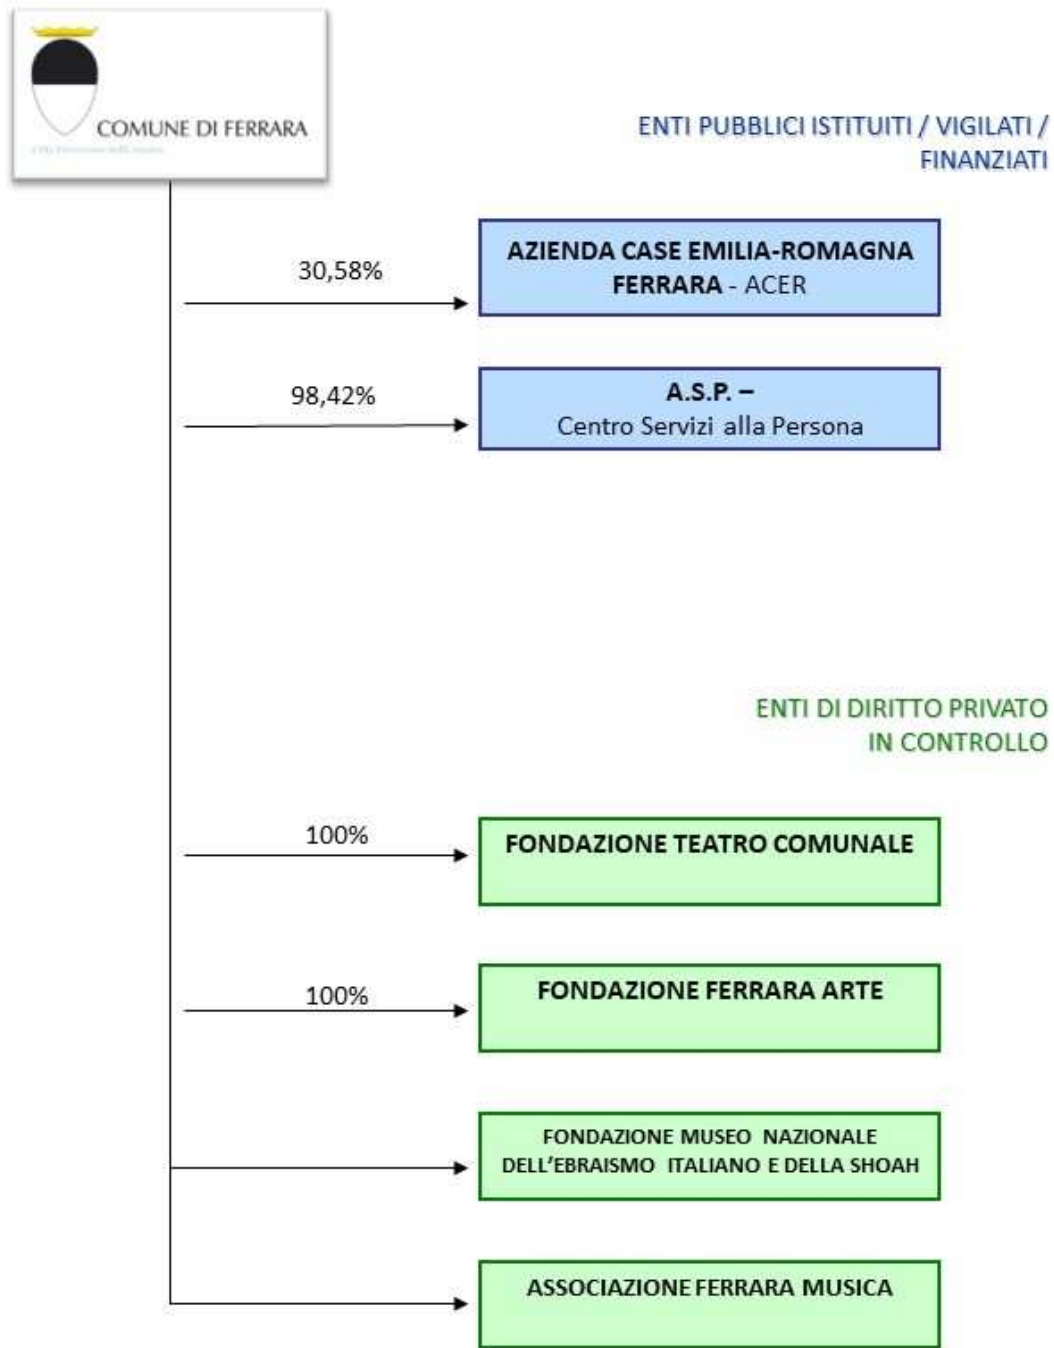 COMUNE DI FERRARA
ENTI PUBBLICI ISTITUITI / VIGILATI /
FINANZIATI
30,58%
AZIENDA CASE EMILIA-ROMAGNA
FERRARA - ACER
98,42%
A.S.P. –
Centro Servizi alla Persona
ENTI DI DIRITTO PRIVATO
IN CONTROLLO
100%
FONDAZIONE TEATRO COMUNALE
100%
FONDAZIONE FERRARA ARTE
FONDAZIONE MUSEO NAZIONALE
DELL’EBRAISMO ITALIANO E DELLA SHOAH
ASSOCIAZIONE FERRARA MUSICA